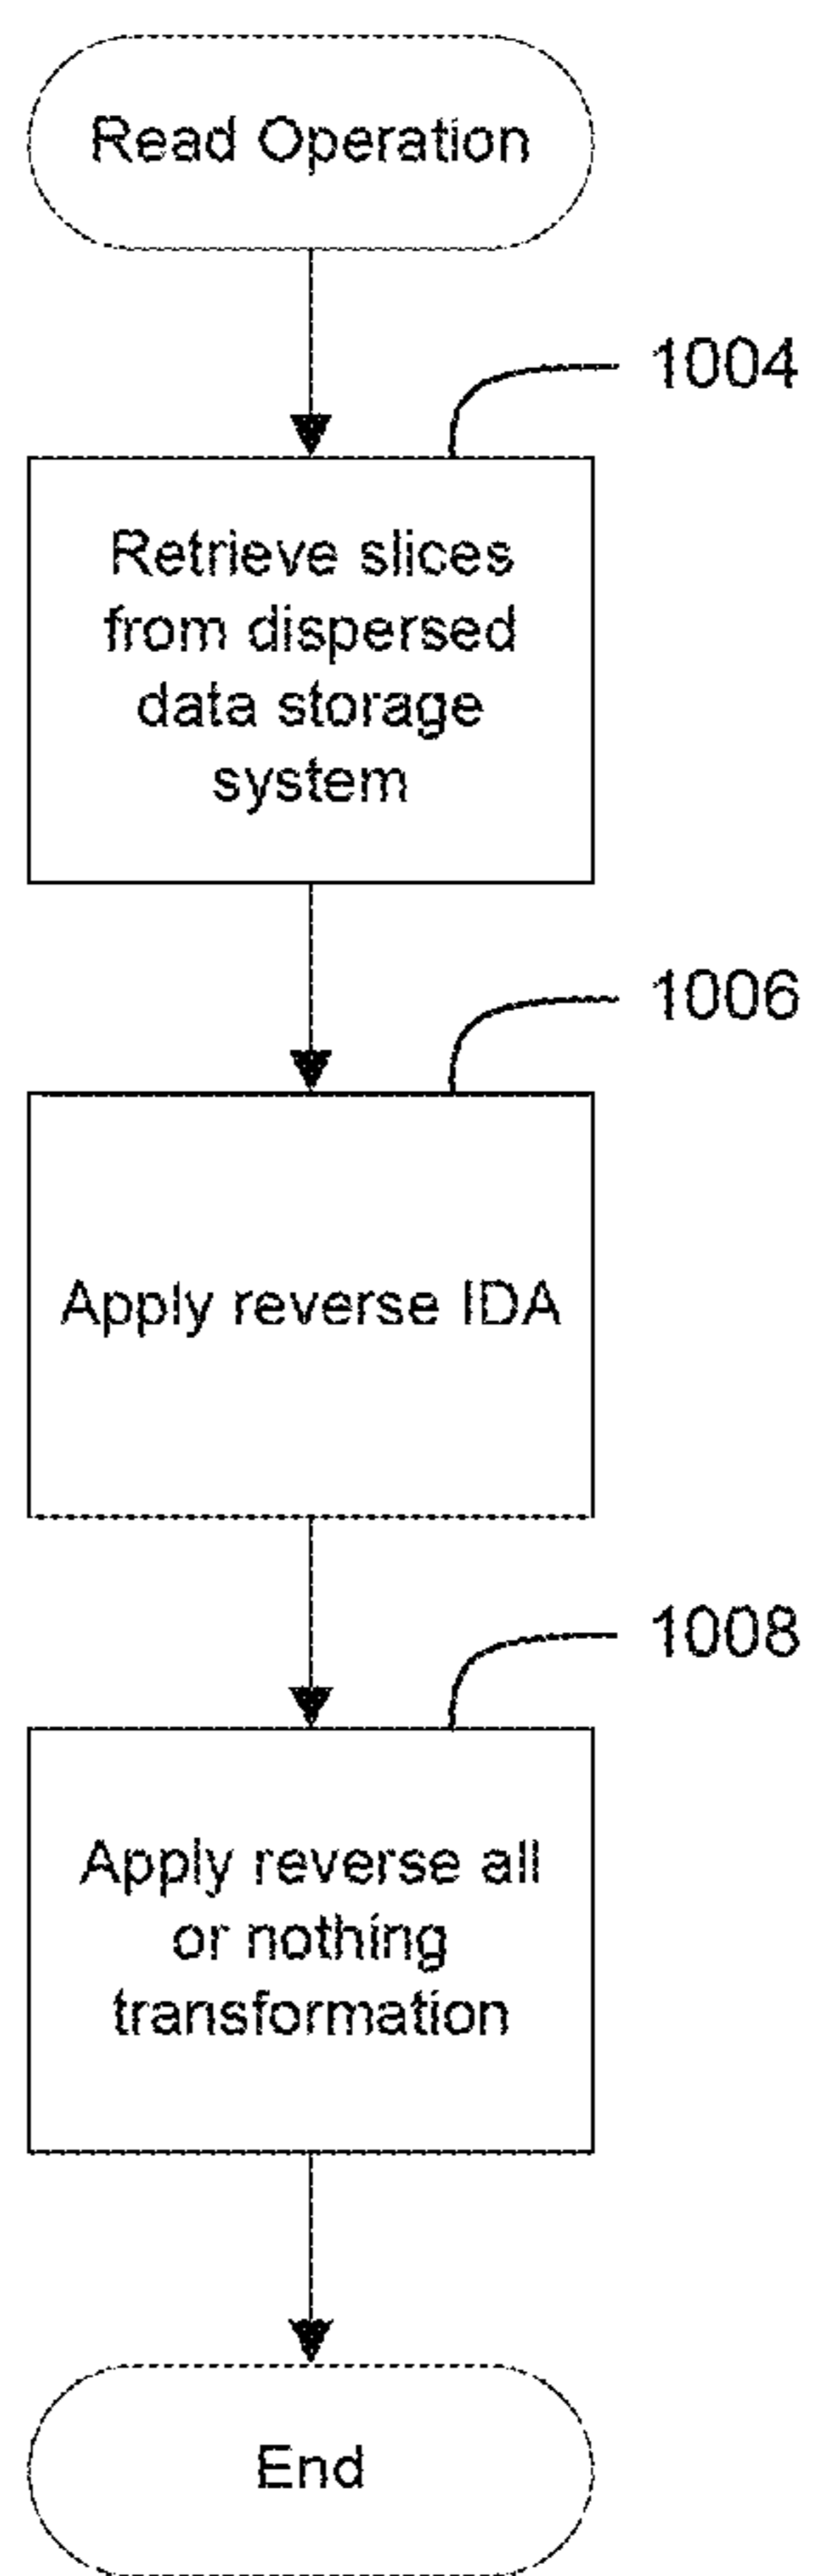 Read Operation
1004
Retrieve slices
from dispersed
data storage
system
1006
Apply reverse IDA
1008
Apply reverse all
or nothing
transformation
End